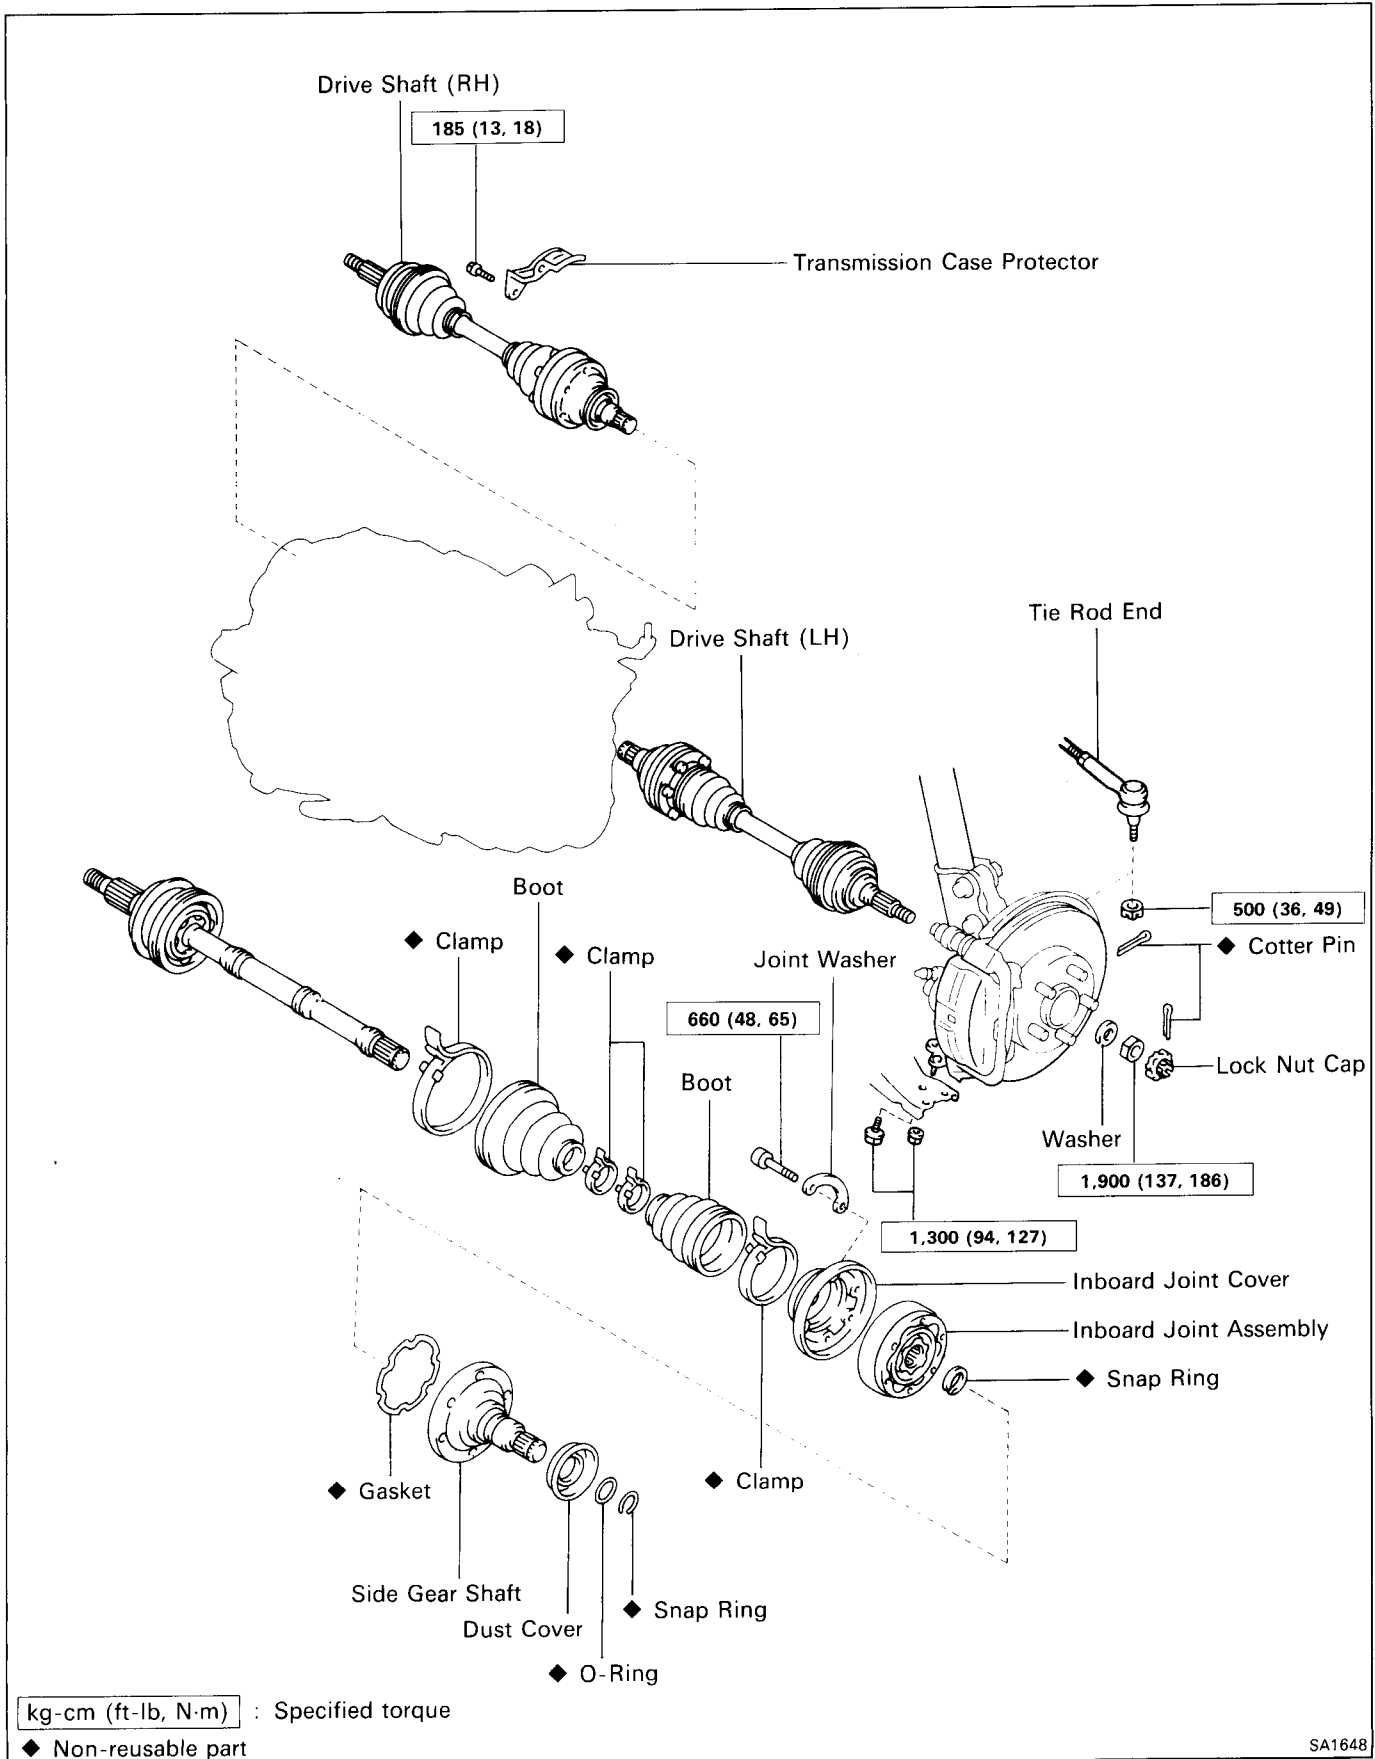 Drive Shaft (RH)
185 (13, 18)
Transmission Case Protector
Tie Rod End
Drive Shaft (LH)
Boot
500 (36, 49)
◆ Clamp
◆ Clamp
Joint Washer
◆ Cotter Pin
660 (48, 65)
Boot
Lock Nut Cap
Washer
1,900 (137, 186)
1,300 (94, 127)
Inboard Joint Cover
Inboard Joint Assembly
◆ Snap Ring
◆ Clamp
◆ Gasket
Side Gear Shaft
◆ Snap Ring
Dust Cover
◆ O-Ring
kg-cm (ft-lb, N·m) : Specified torque
◆ Non-reusable part
SA1648